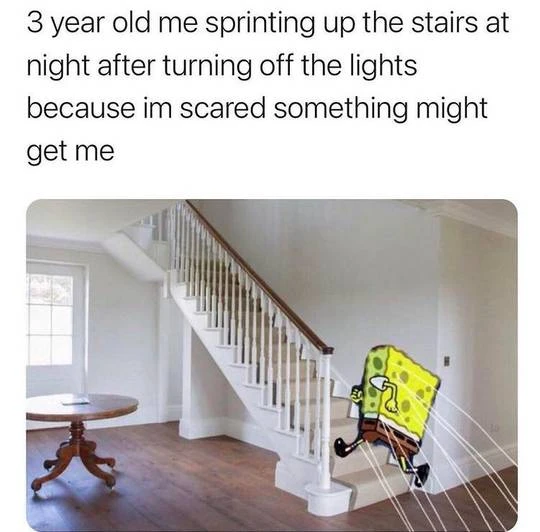 3 year old me sprinting up the stairs at
night after turning off the lights
because im scared something might
get me